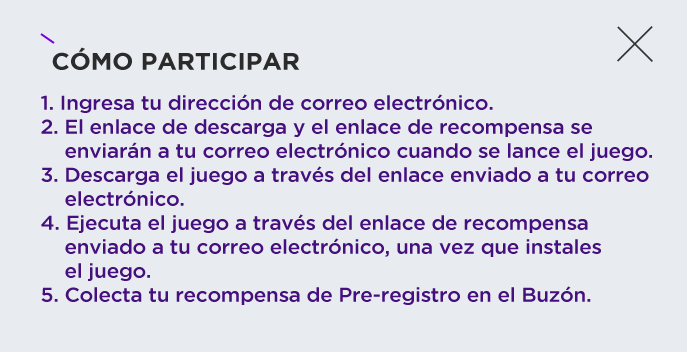 CÓMO PARTICIPAR
1. Ingresa tu dirección de correo electrónico.
2. El enlace de descarga y el enlace de recompensa se
enviarán a tu correo electrónico cuando se lance el juego.
3. Descarga el juego a través del enlace enviado a tu correo
electrónico.
4. Ejecuta el juego a través del enlace de recompensa
enviado a tu correo electrónico, una vez que instales
el juego.
5. Colecta tu recompensa de Pre-registro en el Buzón.